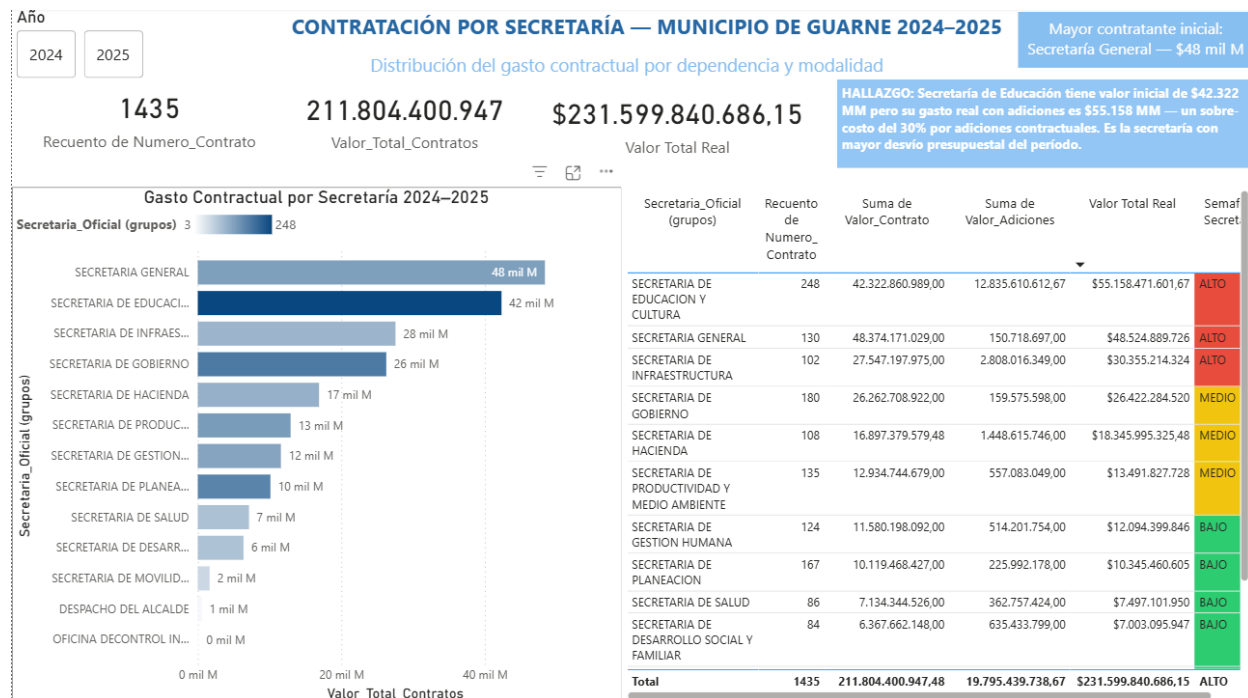 Año
2024
2025
CONTRATACIÓN POR SECRETARÍA — MUNICIPIO DE GUARNE 2024–2025
Distribución del gasto contractual por dependencia y modalidad
Mayor contratante inicial:
Secretaría General — $48 mil M
1435
Recuento de Numero_Contrato
211.804.400.947
Valor_Total_Contratos
$231.599.840.686,15
Valor Total Real
HALLAZGO: Secretaría de Educación tiene valor inicial de $42.322
MM pero su gasto real con adiciones es $55.158 MM — un sobre-
costo del 30% por adiciones contractuales. Es la secretaría con
mayor desvío presupuestal del período.
Gasto Contractual por Secretaría 2024–2025
Secretaria_Oficial (grupos) 3 248
Secretaria_Oficial (grupos)
SECRETARIA GENERAL 48 mil M
SECRETARIA DE EDUCACI... 42 mil M
SECRETARIA DE INFRAES... 28 mil M
SECRETARIA DE GOBIERNO 26 mil M
SECRETARIA DE HACIENDA 17 mil M
SECRETARIA DE PRODUC... 13 mil M
SECRETARIA DE GESTION... 12 mil M
SECRETARIA DE PLANEA... 10 mil M
SECRETARIA DE SALUD 7 mil M
SECRETARIA DE DESARR... 6 mil M
SECRETARIA DE MOVILID... 2 mil M
DESPACHO DEL ALCALDE 1 mil M
OFICINA DECONTROL IN... 0 mil M
0 mil M 20 mil M 40 mil M
Valor_Total_Contratos
Secretaria_Oficial Recuento Suma de Suma de Valor Total Real Semaf
(grupos) de Valor_Contrato Valor_Adiciones Secret
Numero_
Contrato
SECRETARIA DE 248 42.322.860.989,00 12.835.610.612,67 $55.158.471.601,67 ALTO
EDUCACION Y
CULTURA
SECRETARIA GENERAL 130 48.374.171.029,00 150.718.697,00 $48.524.889.726 ALTO
SECRETARIA DE 102 27.547.197.975,00 2.808.016.349,00 $30.355.214.324 ALTO
INFRAESTRUCTURA
SECRETARIA DE 180 26.262.708.922,00 159.575.598,00 $26.422.284.520 MEDIO
GOBIERNO
SECRETARIA DE 108 16.897.379.579,48 1.448.615.746,00 $18.345.995.325,48 MEDIO
HACIENDA
SECRETARIA DE 135 12.934.744.679,00 557.083.049,00 $13.491.827.728 MEDIO
PRODUCTIVIDAD Y
MEDIO AMBIENTE
SECRETARIA DE 124 11.580.198.092,00 514.201.754,00 $12.094.399.846 BAJO
GESTION HUMANA
SECRETARIA DE 167 10.119.468.427,00 225.992.178,00 $10.345.460.605 BAJO
PLANEACION
SECRETARIA DE SALUD 86 7.134.344.526,00 362.757.424,00 $7.497.101.950 BAJO
SECRETARIA DE 84 6.367.662.148,00 635.433.799,00 $7.003.095.947 BAJO
DESARROLLO SOCIAL Y
FAMILIAR
Total 1435 211.804.400.947,48 19.795.439.738,67 $231.599.840.686,15 ALTO